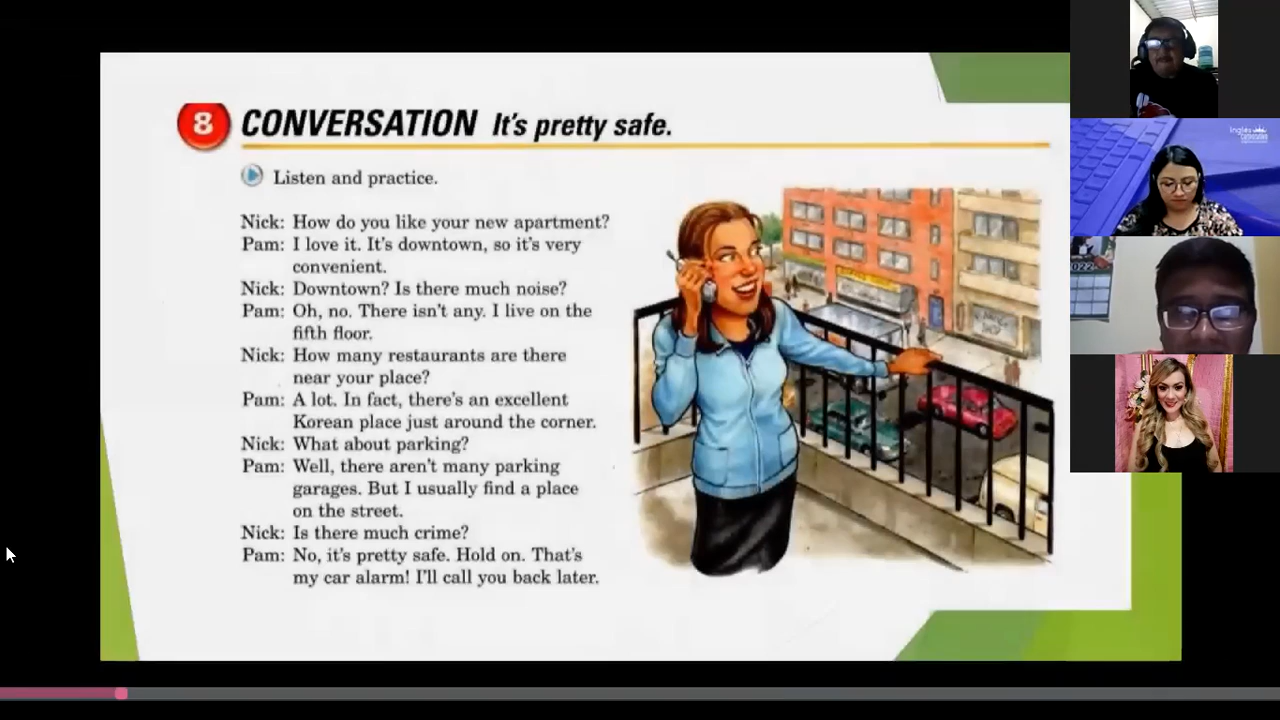 8 CONVERSATION It's pretty safe.
Listen and practice.
Nick: How do you like your new apartment?
Pam: I love it. It's downtown, so it's very
convenient.
Nick: Downtown? Is there much noise?
Pam: Oh, no. There isn't any. I live on the
fifth floor.
Nick: How many restaurants are there
near your place?
Pam: A lot. In fact, there's an excellent
Korean place just around the corner.
Nick: What about parking?
Pam: Well, there aren't many parking
garages. But I usually find a place
on the street.
Nick: Is there much crime?
Pam: No, it's pretty safe. Hold on. That's
my car alarm! I'll call you back later.
2022